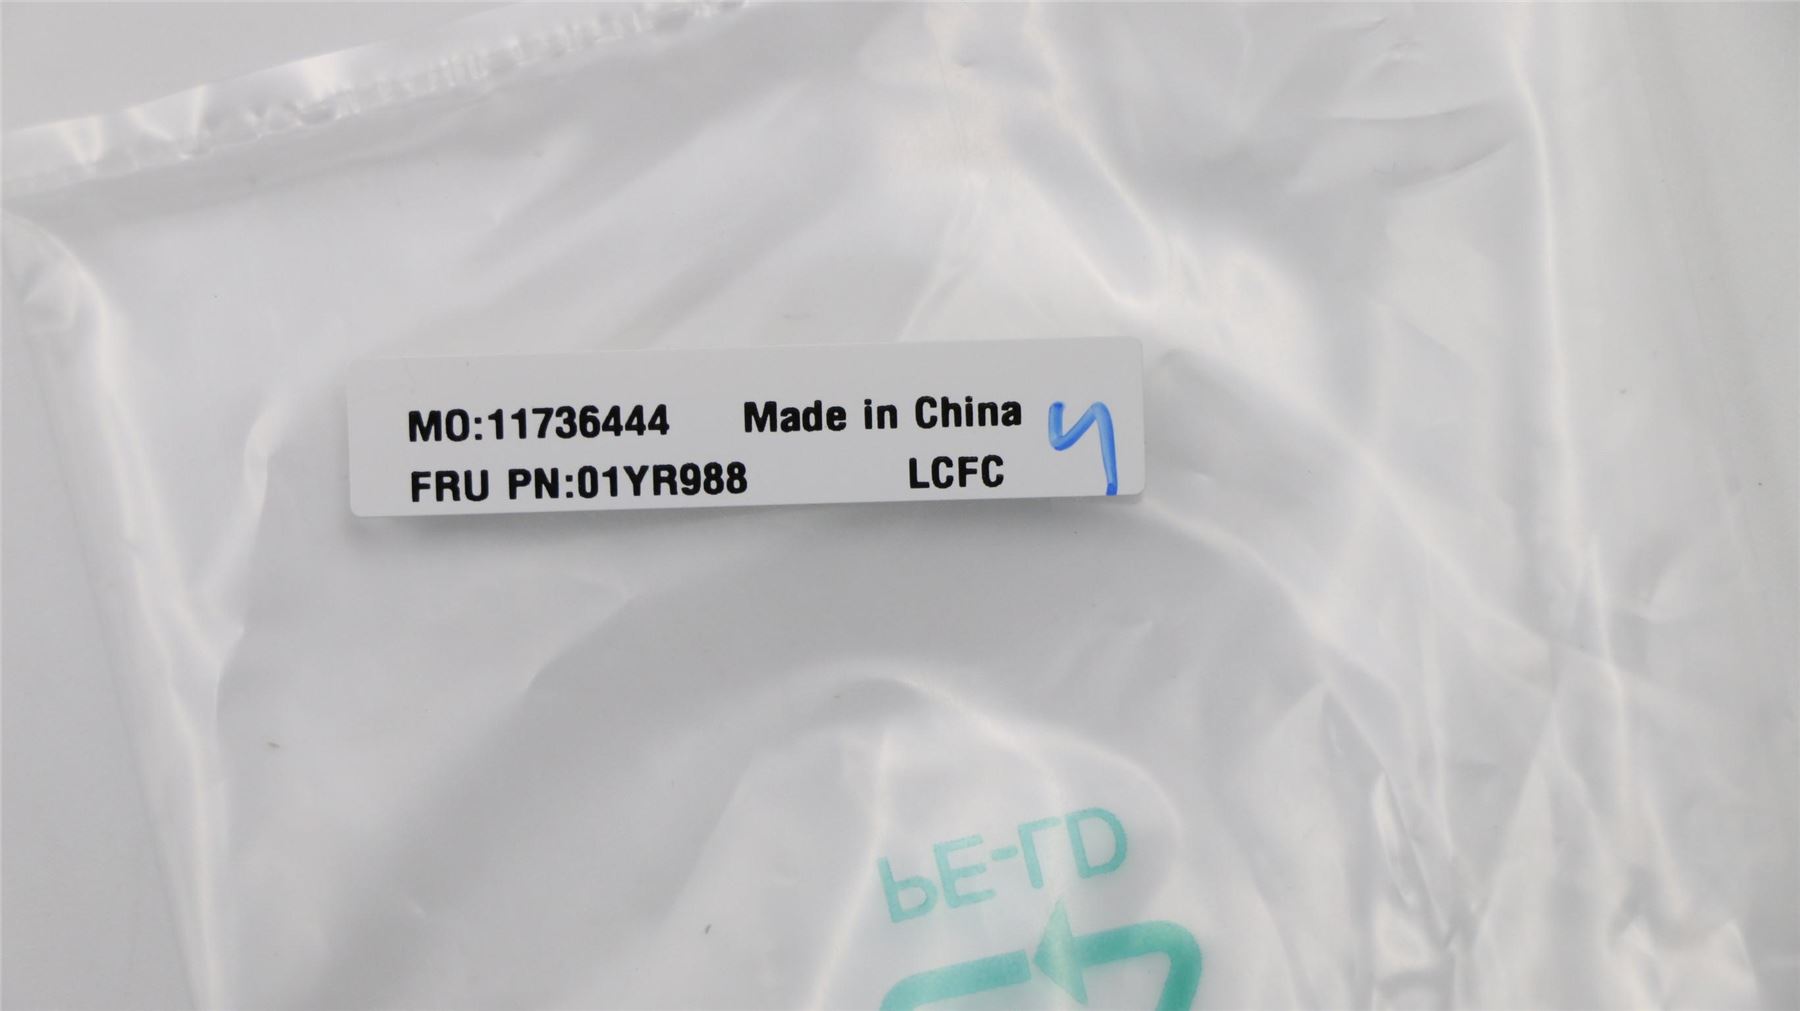 MO:11736444 Made in China
FRU PN:01YR988 LCFC
PE-LD